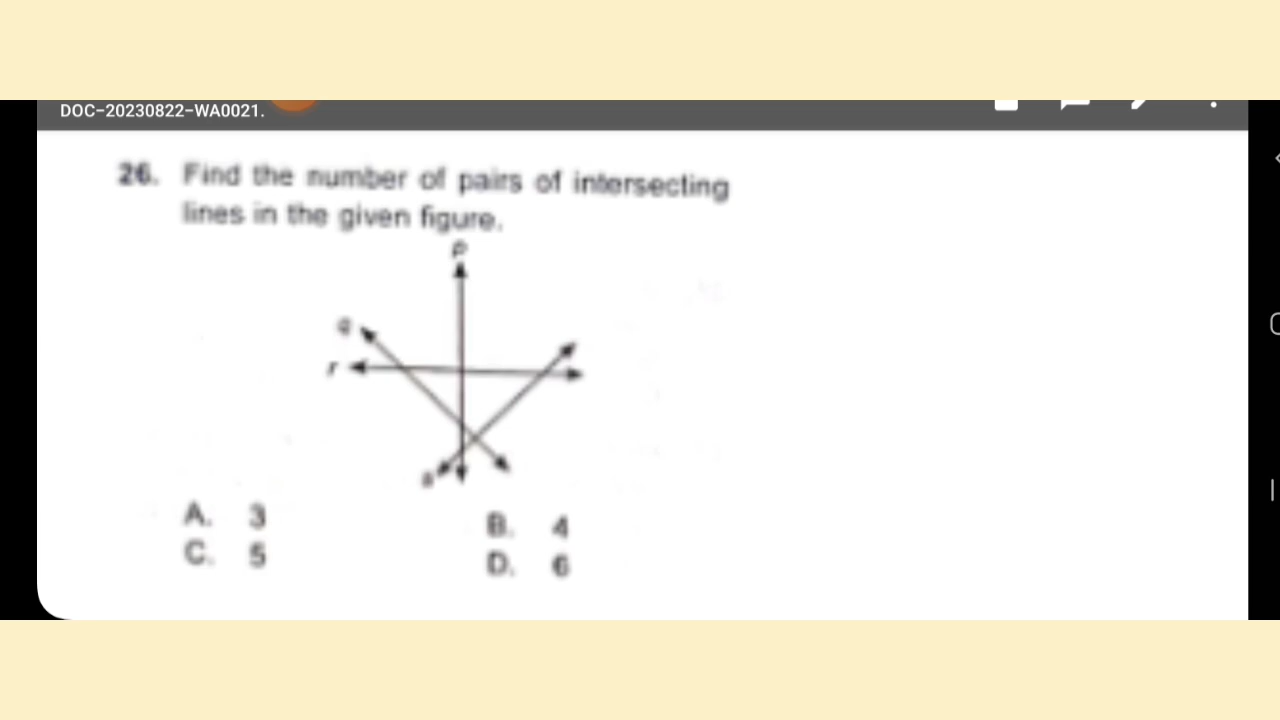 DOC-20230822-WA0021.
26. Find the number of pairs of intersecting
lines in the given figure.
p
q
r
s
A. 3
B. 4
C. 5
D. 6